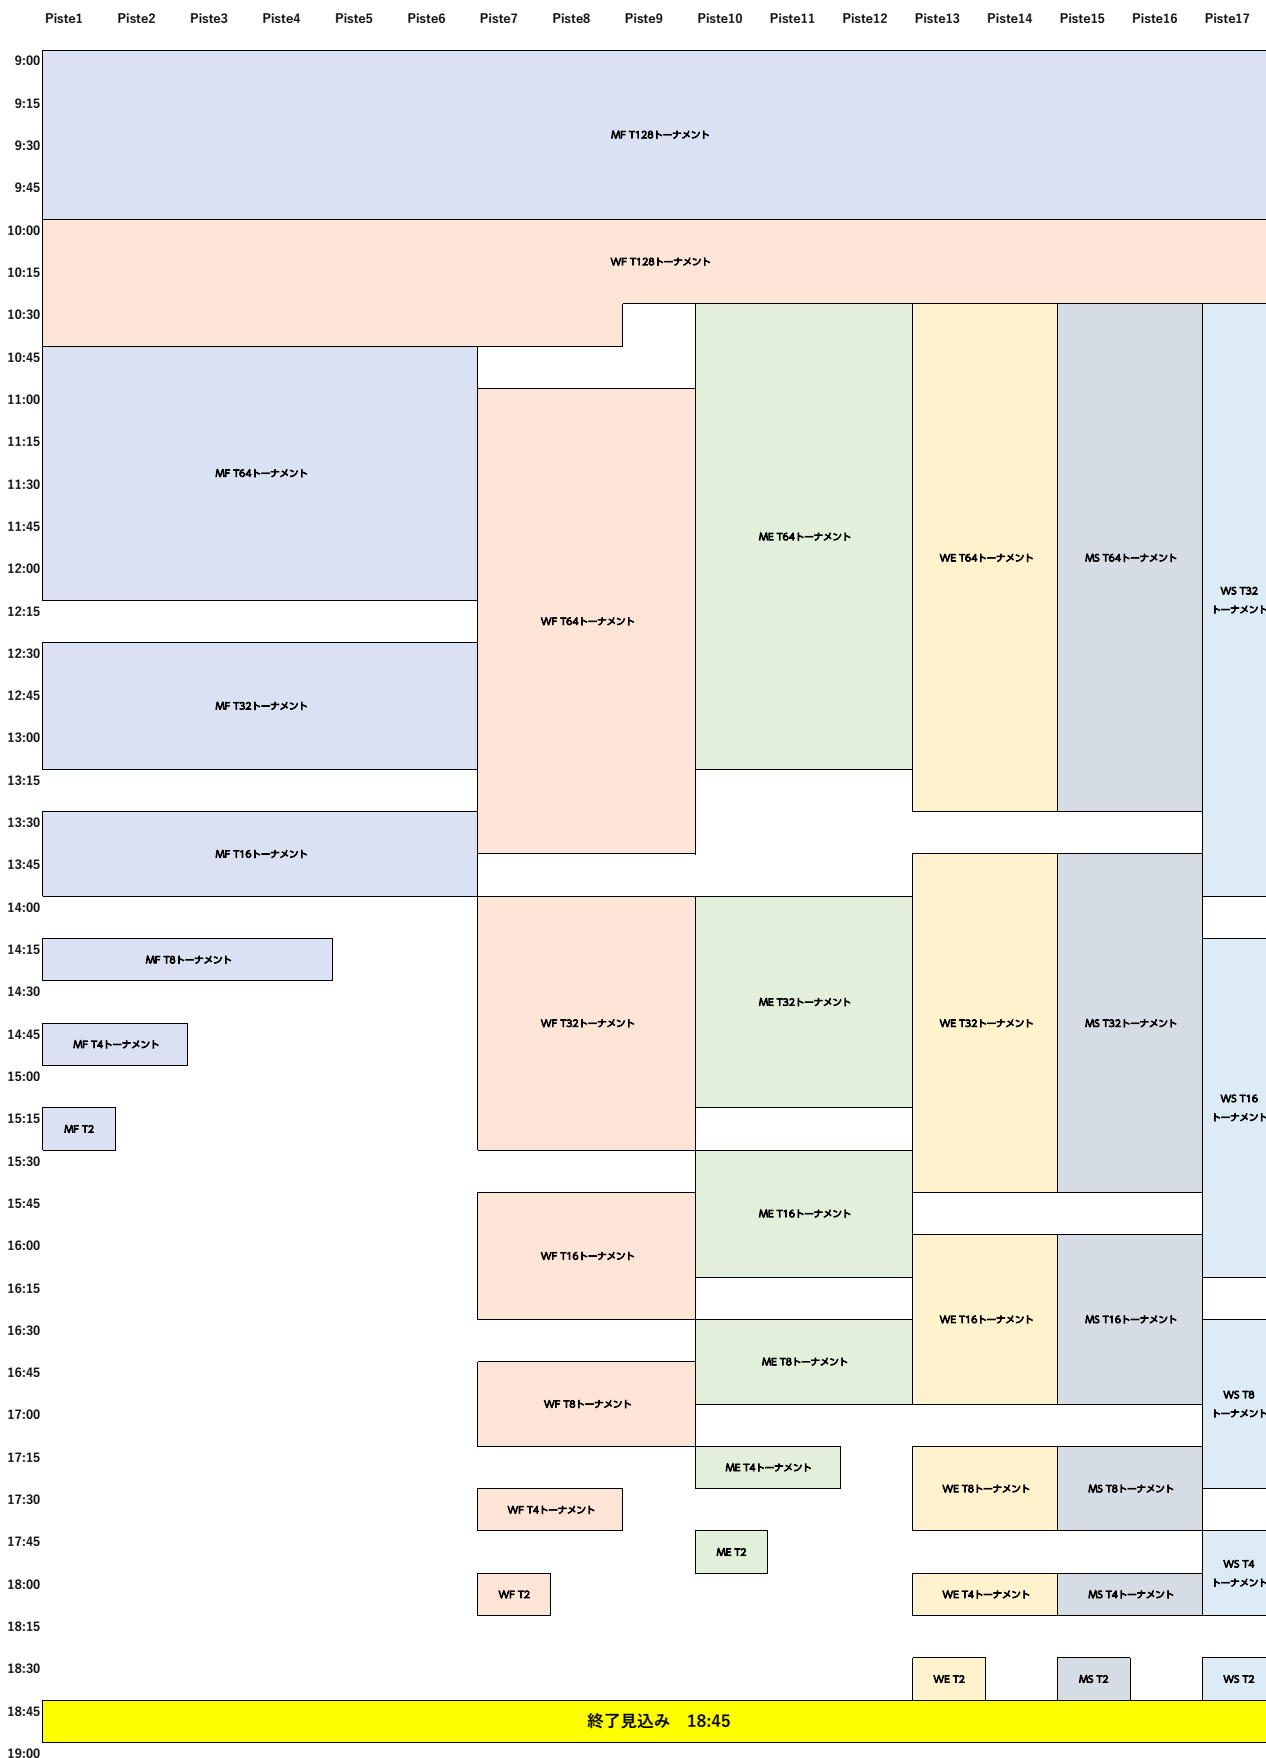 Piste1 Piste2 Piste3 Piste4 Piste5 Piste6 Piste7 Piste8 Piste9 Piste10 Piste11 Piste12 Piste13 Piste14 Piste15 Piste16 Piste17
9:00
9:15
MF T128トーナメント
9:30
9:45
10:00
WF T128トーナメント
10:15
10:30
10:45
11:00
11:15
MF T64トーナメント
11:30
11:45
ME T64トーナメント
WE T64トーナメント
MS T64トーナメント
12:00
WS T32
トーナメント
12:15
WF T64トーナメント
12:30
12:45
MF T32トーナメント
13:00
13:15
13:30
MF T16トーナメント
13:45
14:00
14:15
MF T8トーナメント
14:30
ME T32トーナメント
WF T32トーナメント
WE T32トーナメント
MS T32トーナメント
14:45
MF T4トーナメント
15:00
WS T16
トーナメント
15:15
MF T2
15:30
15:45
ME T16トーナメント
16:00
WF T16トーナメント
16:15
WE T16トーナメント
MS T16トーナメント
16:30
ME T8トーナメント
16:45
WS T8
トーナメント
WF T8トーナメント
17:00
17:15
ME T4トーナメント
WE T8トーナメント
MS T8トーナメント
17:30
WF T4トーナメント
17:45
ME T2
WS T4
トーナメント
18:00
WF T2
WE T4トーナメント
MS T4トーナメント
18:15
18:30
WE T2
MS T2
WS T2
18:45
終了見込み　18:45
19:00